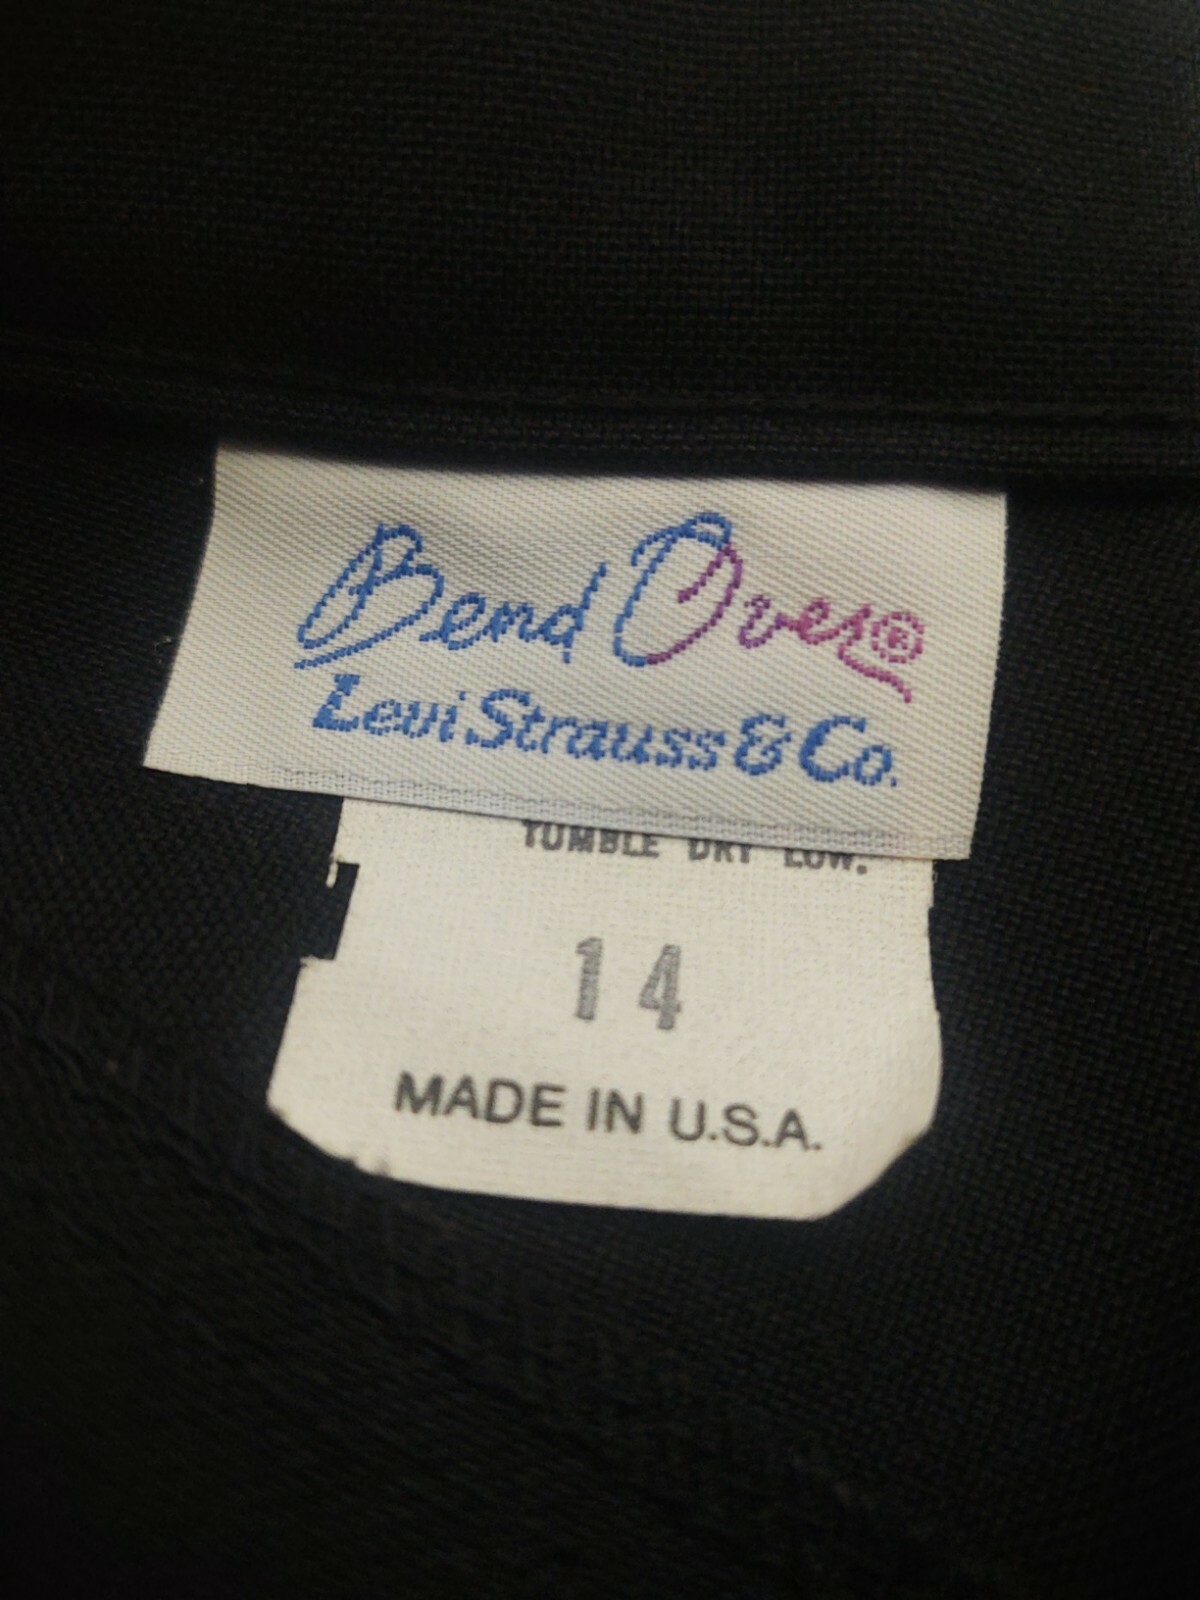 Bend Over®
Levi Strauss & Co.
TUMBLE DRY LOW.
14
MADE IN U.S.A.